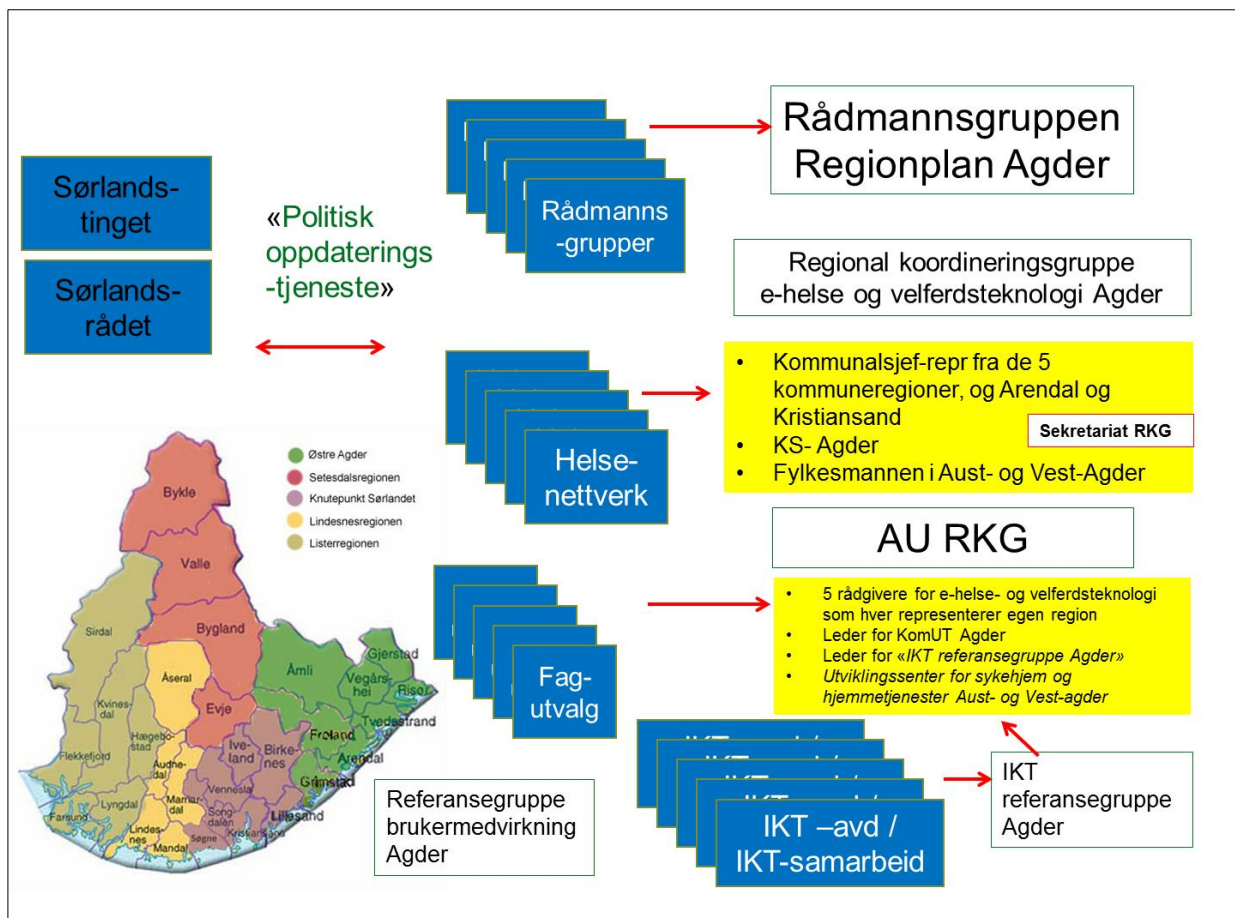 Sørlands-
tinget
Sørlands-
rådet
«Politisk
oppdaterings
-tjeneste»
Rådmanns
-grupper
Rådmannsgruppen
Regionplan Agder
Regional koordineringsgruppe
e-helse og velferdsteknologi Agder
Helse-
nettverk
• Kommunalsjef-repr fra de 5
kommuneregioner, og Arendal og
Kristiansand
• KS- Agder
• Fylkesmannen i Aust- og Vest-Agder
Sekretariat RKG
AU RKG
Fag-
utvalg
• 5 rådgivere for e-helse- og velferdsteknologi
som hver representerer egen region
• Leder for KomUT Agder
• Leder for «IKT referansegruppe Agder»
• Utviklingssenter for sykehjem og
hjemmetjenester Aust- og Vest-agder
IKT –avd /
IKT-samarbeid
IKT
referansegruppe
Agder
Referansegruppe
brukermedvirkning
Agder
Østre Agder
Setesdalsregionen
Knutepunkt Sørlandet
Lindesnesregionen
Listerregionen
Bykle
Valle
Bygland
Sirdal
Åseral
Evje
Åmli
Gjerstad
Vegårs-
hei
Risør
Tvedestrand
Froland
Arendal
Grimstad
Lillesand
Birke-
nes
Ive-
land
Vennesla
Kvines-
dal
Hægebo-
stad
Flekkefjord
Audne-
dal
Marnar-
dal
Song-
dalen
Kristiansand
Søgne
Lyngdal
Farsund
Lindes-
nes
Mandal